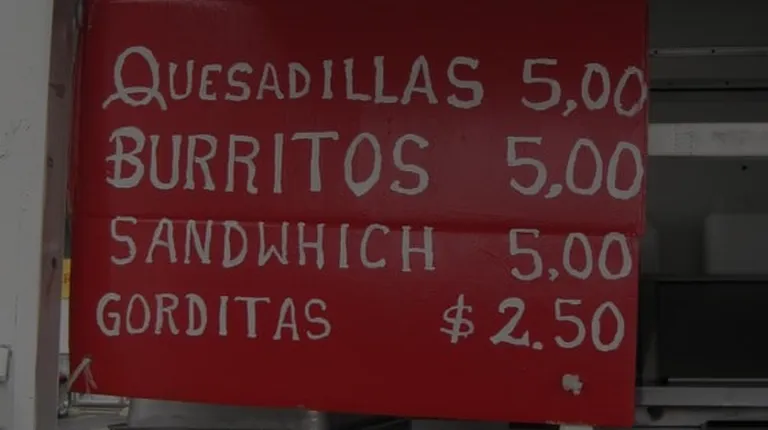 QUESADILLAS 5,00
BURRITOS 5,00
SANDWHICH 5,00
GORDITAS $ 2.50